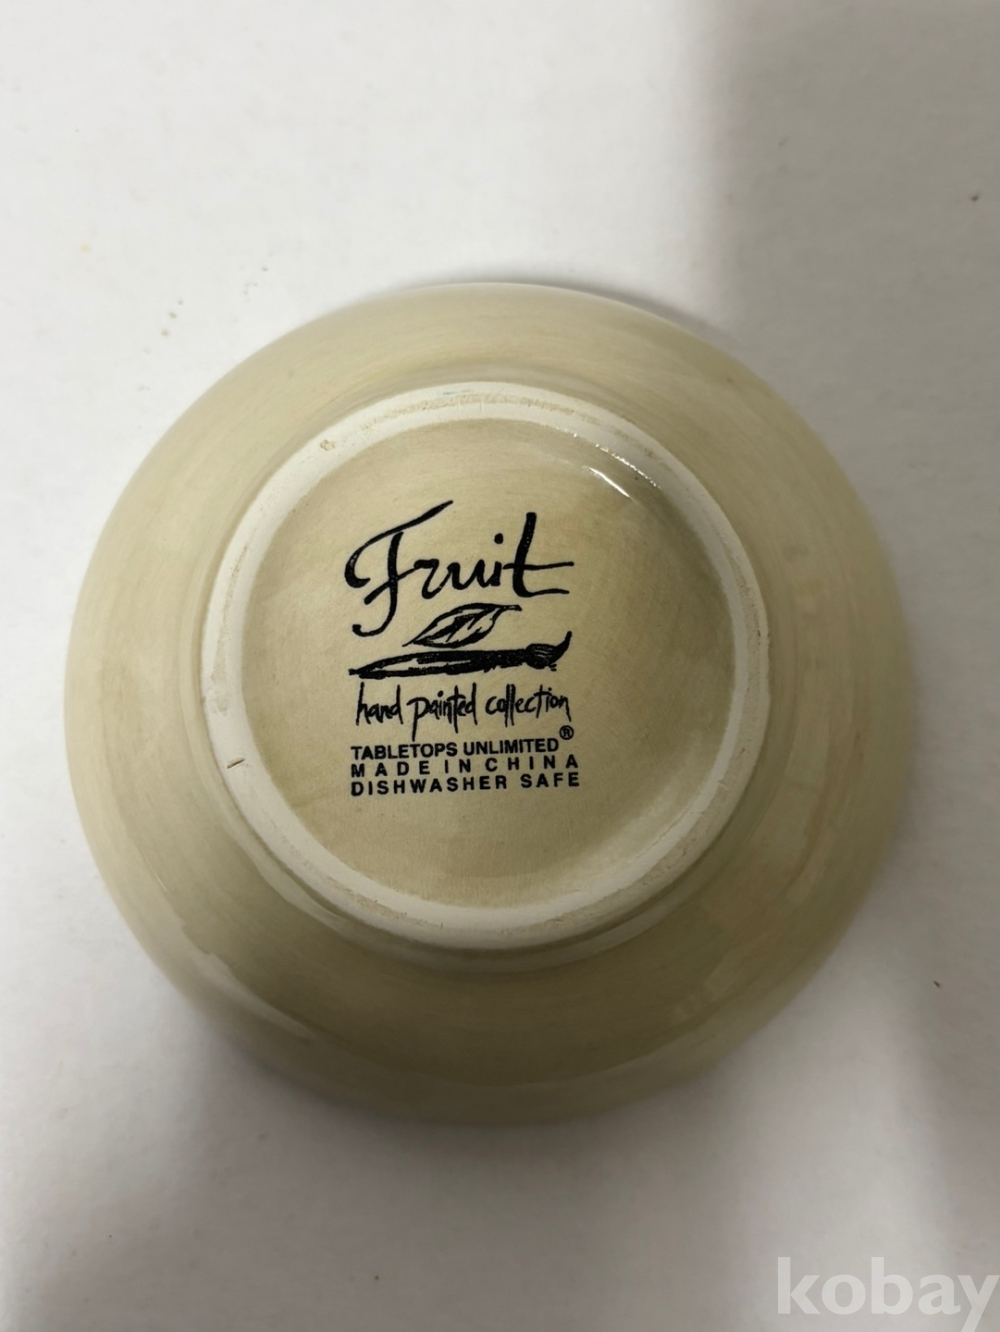 Fruit
hand painted collection
TABLETOPS UNLIMITED®
MADE IN CHINA
DISHWASHER SAFE
kobay